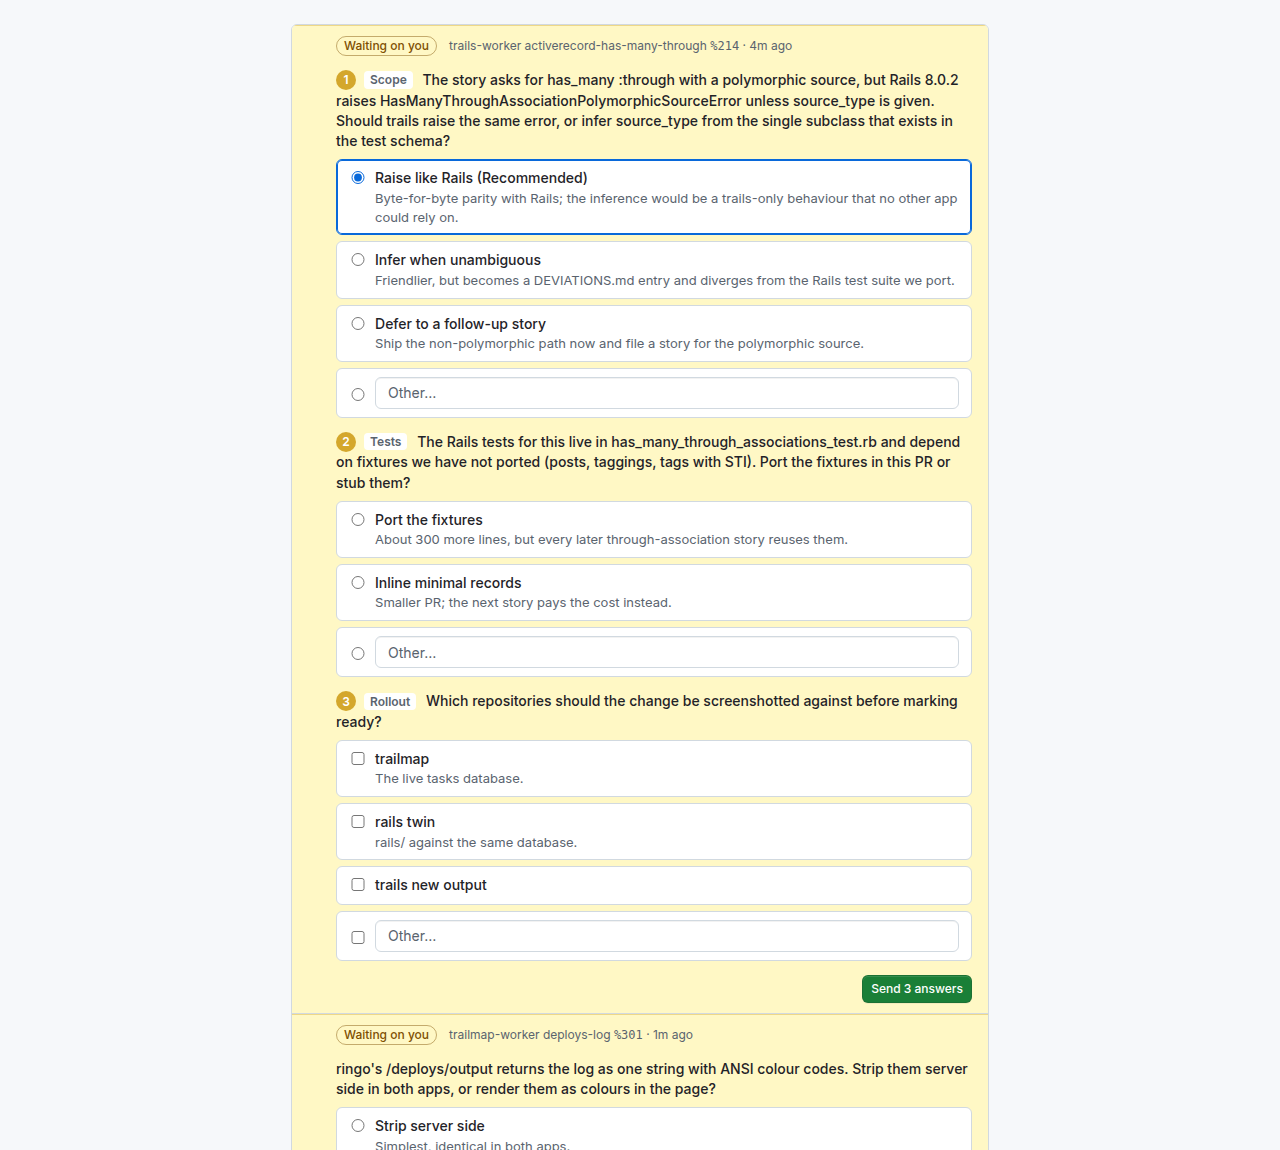 Waiting on you trails-worker activerecord-has-many-through %214 · 4m ago
1 Scope The story asks for has_many :through with a polymorphic source, but Rails 8.0.2
raises HasManyThroughAssociationPolymorphicSourceError unless source_type is given.
Should trails raise the same error, or infer source_type from the single subclass that exists in
the test schema?
Raise like Rails (Recommended)
Byte-for-byte parity with Rails; the inference would be a trails-only behaviour that no other app
could rely on.
Infer when unambiguous
Friendlier, but becomes a DEVIATIONS.md entry and diverges from the Rails test suite we port.
Defer to a follow-up story
Ship the non-polymorphic path now and file a story for the polymorphic source.
Other...
2 Tests The Rails tests for this live in has_many_through_associations_test.rb and depend
on fixtures we have not ported (posts, taggings, tags with STI). Port the fixtures in this PR or
stub them?
Port the fixtures
About 300 more lines, but every later through-association story reuses them.
Inline minimal records
Smaller PR; the next story pays the cost instead.
Other...
3 Rollout Which repositories should the change be screenshotted against before marking
ready?
trailmap
The live tasks database.
rails twin
rails/ against the same database.
trails new output
Other...
Send 3 answers
Waiting on you trailmap-worker deploys-log %301 · 1m ago
ringo's /deploys/output returns the log as one string with ANSI colour codes. Strip them server
side in both apps, or render them as colours in the page?
Strip server side
Simplest, identical in both apps.